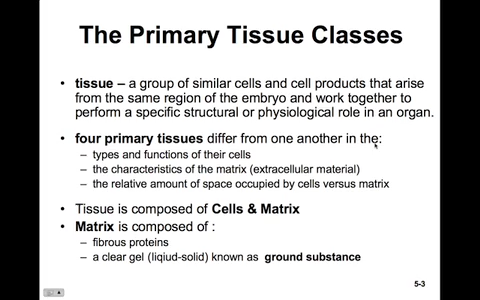 The Primary Tissue Classes
• tissue – a group of similar cells and cell products that arise
from the same region of the embryo and work together to
perform a specific structural or physiological role in an organ.
• four primary tissues differ from one another in the:
– types and functions of their cells
– the characteristics of the matrix (extracellular material)
– the relative amount of space occupied by cells versus matrix
• Tissue is composed of Cells & Matrix
• Matrix is composed of :
– fibrous proteins
– a clear gel (liqiud-solid) known as ground substance
5-3